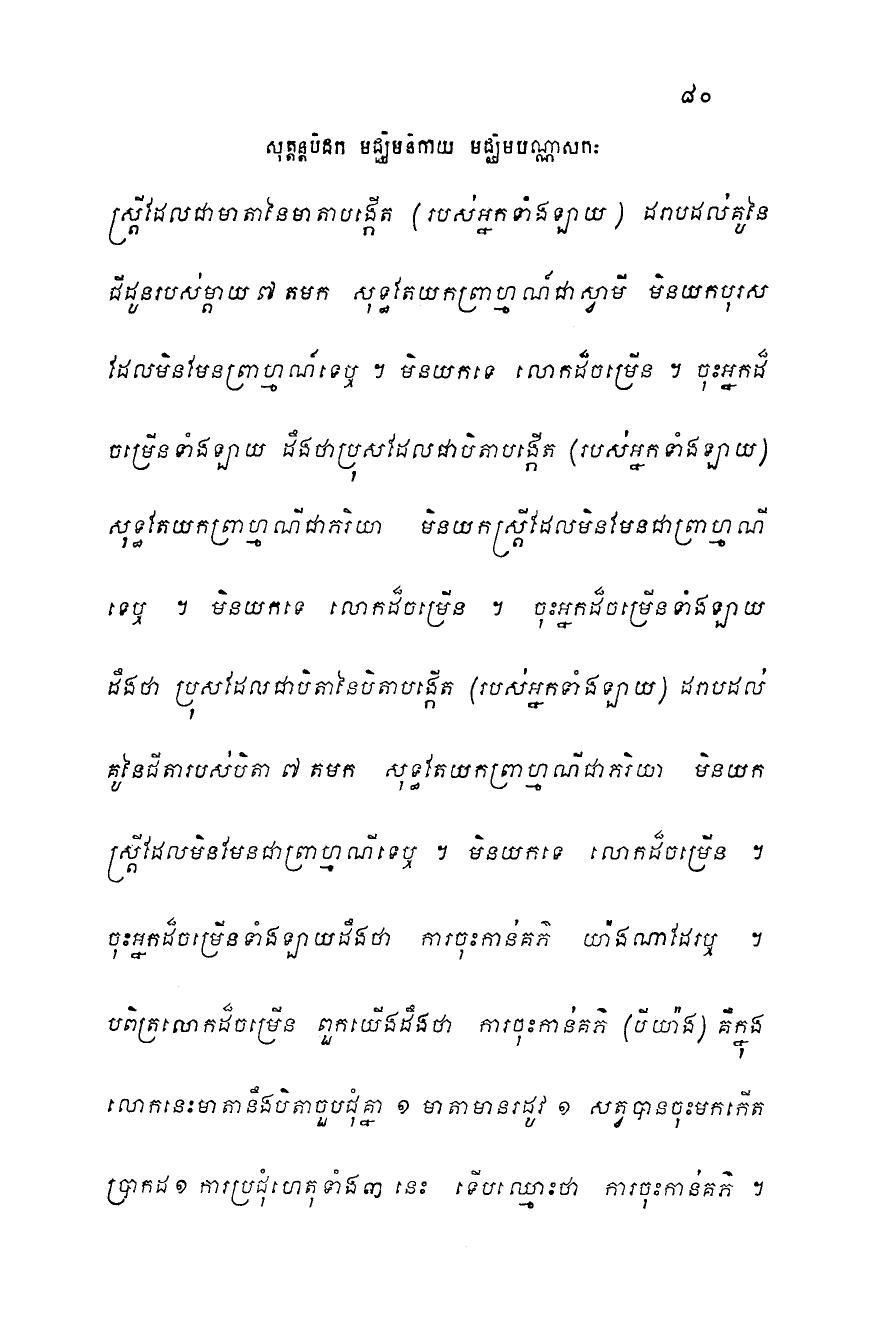 ៨០
សុត្តន្តបិដក មជ្ឈិមនិកាយ មជ្ឈិមបណ្ណាសកៈ
ស្ត្រីដែលជាមាតានៃមាតាបង្កើត (របស់អ្នកទាំងឡាយ) ដរាបដល់គូនៃ
ជីដូនរបស់ម្តាយ ៧ តមក សុទ្ធតែយកព្រាហ្មណ៍ជាស្វាមី មិនយកបុរស
ដែលមិនមែនព្រាហ្មណ៍ទេឬ ។ មិនយកទេ លោកដ៏ចម្រើន ។ ចុះអ្នកដ៏
ចម្រើនទាំងឡាយ ដឹងថាប្រុសដែលជាបិតាបង្កើត (របស់អ្នកទាំងឡាយ)
សុទ្ធតែយកព្រាហ្មណីជាភរិយា មិនយកស្ត្រីដែលមិនមែនជាព្រាហ្មណី
ទេឬ ។ មិនយកទេ លោកដ៏ចម្រើន ។ ចុះអ្នកដ៏ចម្រើនទាំងឡាយ
ដឹងថា ប្រុសដែលជាបិតានៃបិតាបង្កើត (របស់អ្នកទាំងឡាយ) ដរាបដល់
គូនៃជីតារបស់បិតា ៧ តមក សុទ្ធតែយកព្រាហ្មណីជាភរិយា មិនយក
ស្ត្រីដែលមិនមែនជាព្រាហ្មណីទេឬ ។ មិនយកទេ លោកដ៏ចម្រើន ។
ចុះអ្នកដ៏ចម្រើនទាំងឡាយដឹងថា ការចុះកាន់គភ៌ យ៉ាងណាដែរឬ ។
បពិត្រលោកដ៏ចម្រើន ពួកយើងដឹងថា ការចុះកាន់គភ៌ (បីយ៉ាង) គឺក្នុង
លោកនេះមាតានឹងបិតាចួបជុំគ្នា ១ មាតាមានរដូវ ១ សត្វបានចុះមកកើត
ប្រាកដ ១ ការប្រជុំហេតុទាំង៣ នេះ ទើបឈ្មោះថា ការចុះកាន់គភ៌ ។